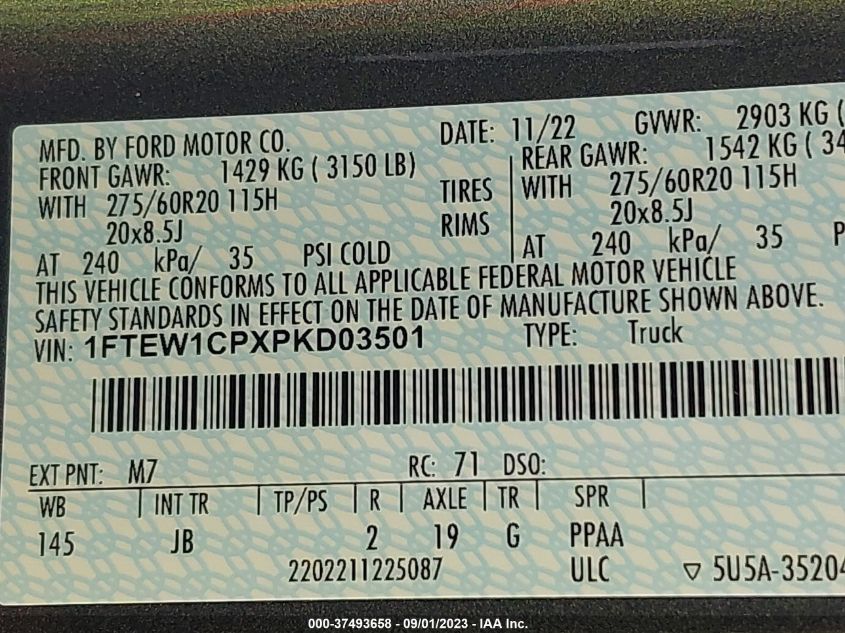 MFD. BY FORD MOTOR CO. DATE: 11/22 GVWR: 2903 KG (
FRONT GAWR: 1429 KG ( 3150 LB) REAR GAWR: 1542 KG ( 34
WITH 275/60R20 115H TIRES WITH 275/60R20 115H
20x8.5J RIMS 20x8.5J
AT 240 kPa/ 35 PSI COLD AT 240 kPa/ 35 P
THIS VEHICLE CONFORMS TO ALL APPLICABLE FEDERAL MOTOR VEHICLE
SAFETY STANDARDS IN EFFECT ON THE DATE OF MANUFACTURE SHOWN ABOVE.
VIN: 1FTEW1CPXPKD03501 TYPE: Truck
EXT PNT: M7 RC: 71 DSO:
WB INT TR TP/PS R AXLE TR SPR
145 JB 2 19 G PPAA
2202211225087 ULC ▽ 5U5A-35204
000-37493658 - 09/01/2023 - IAA Inc.